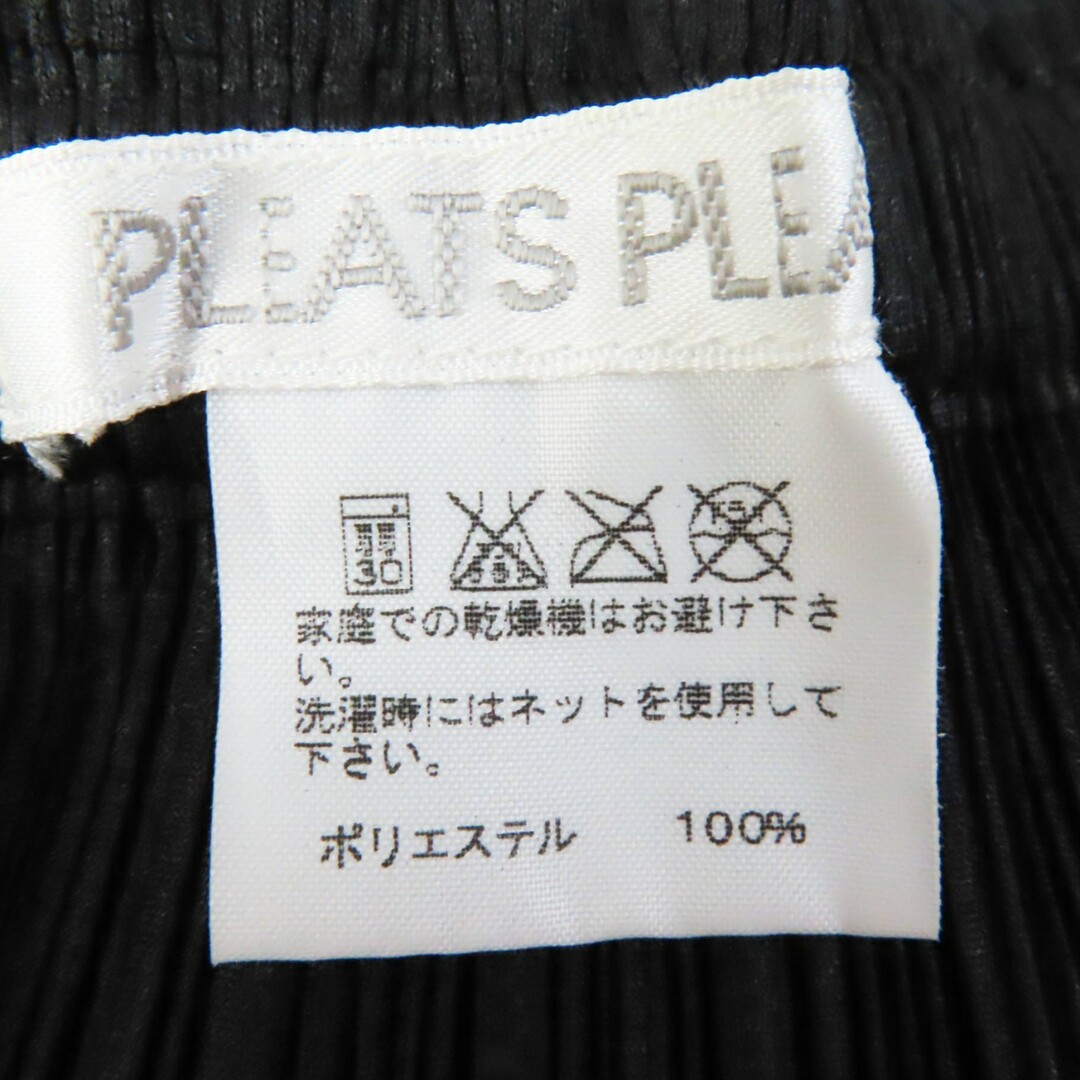 PLEATS PLEA
30
家庭での乾燥機はお避け下さ
い。
洗濯時にはネットを使用して
下さい。
ポリエステル 100%